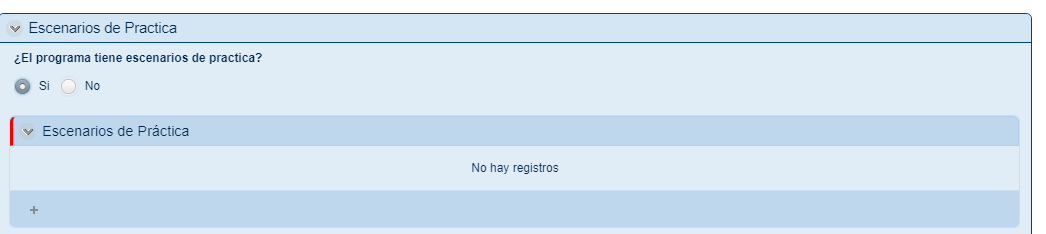 Escenarios de Practica
¿El programa tiene escenarios de practica?
Si No
Escenarios de Práctica
No hay registros
+